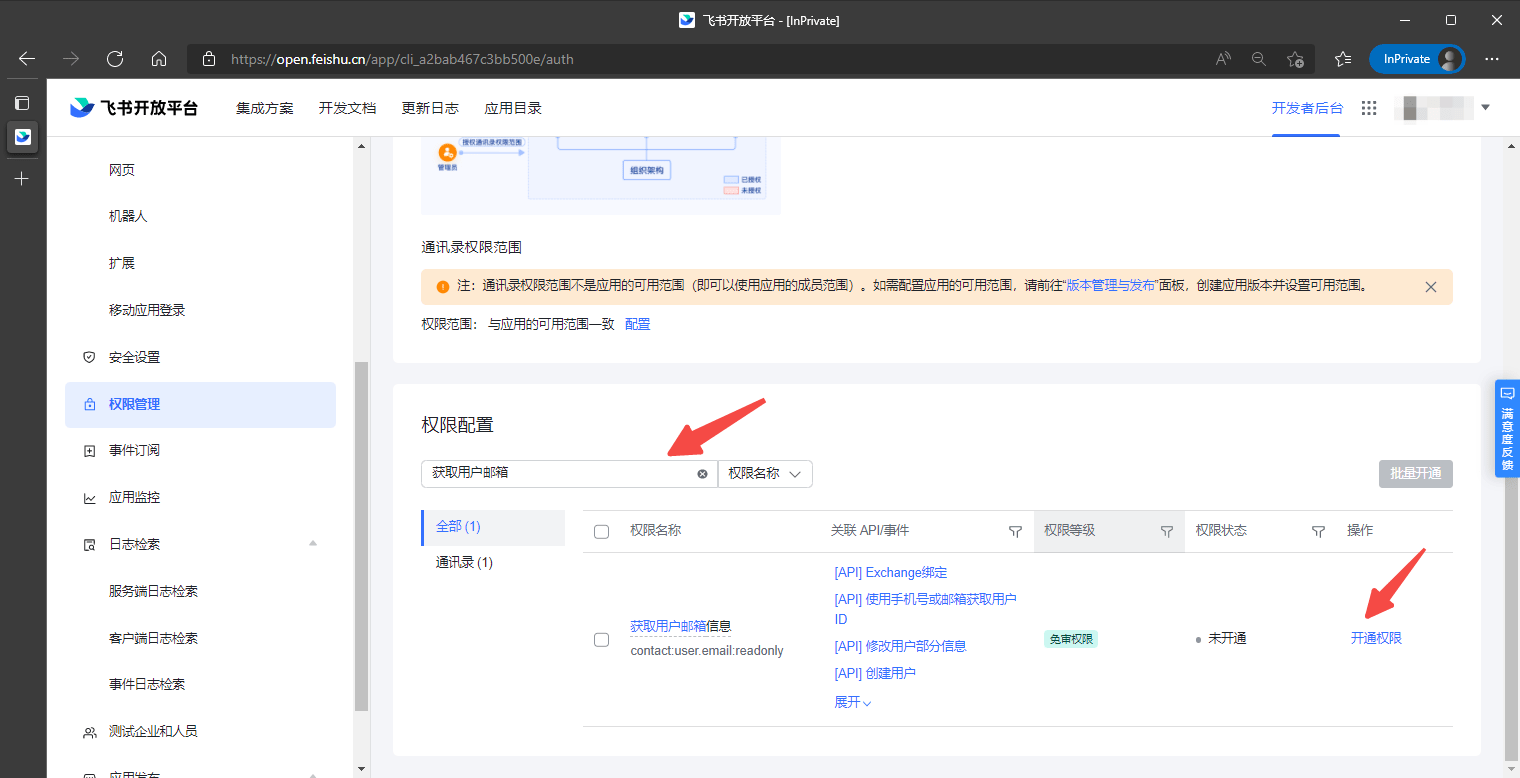 飞书开放平台 - [InPrivate]
https://open.feishu.cn/app/cli_a2bab467c3bb500e/auth
InPrivate
飞书开放平台
集成方案
开发文档
更新日志
应用目录
开发者后台
网页
机器人
扩展
移动应用登录
安全设置
权限管理
事件订阅
应用监控
日志检索
服务端日志检索
客户端日志检索
事件日志检索
测试企业和人员
应用发布
授权通讯录权限范围
管理员
组织架构
已授权
未授权
通讯录权限范围
注：通讯录权限范围不是应用的可用范围（即可以使用应用的成员范围）。如需配置应用的可用范围，请前往“版本管理与发布”面板，创建应用版本并设置可用范围。
权限范围： 与应用的可用范围一致 配置
权限配置
获取用户邮箱
权限名称
批量开通
全部 (1)
通讯录 (1)
权限名称
关联 API/事件
权限等级
权限状态
操作
获取用户邮箱信息
contact:user.email:readonly
[API] Exchange绑定
[API] 使用手机号或邮箱获取用户
ID
[API] 修改用户部分信息
[API] 创建用户
展开
免审权限
未开通
开通权限
满意度反馈